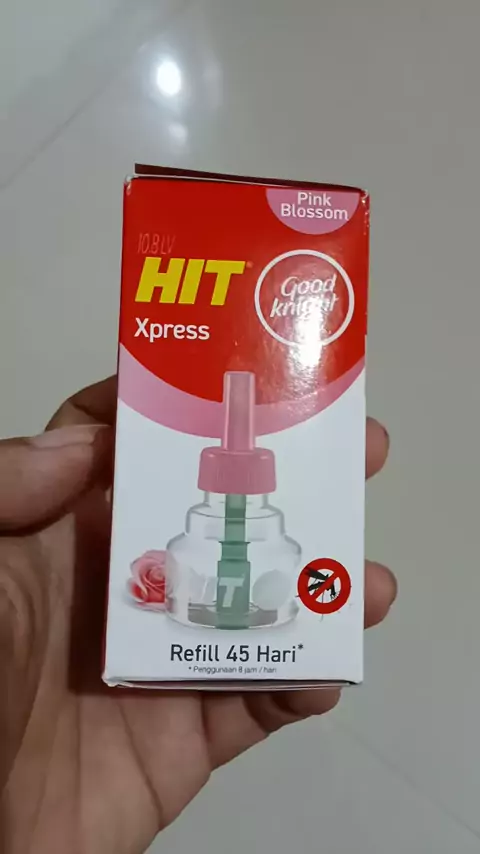 Pink
Blossom
10.8 LV
HIT
Good
knight
Xpress
HIT
Refill 45 Hari*
* Penggunaan 8 jam / hari